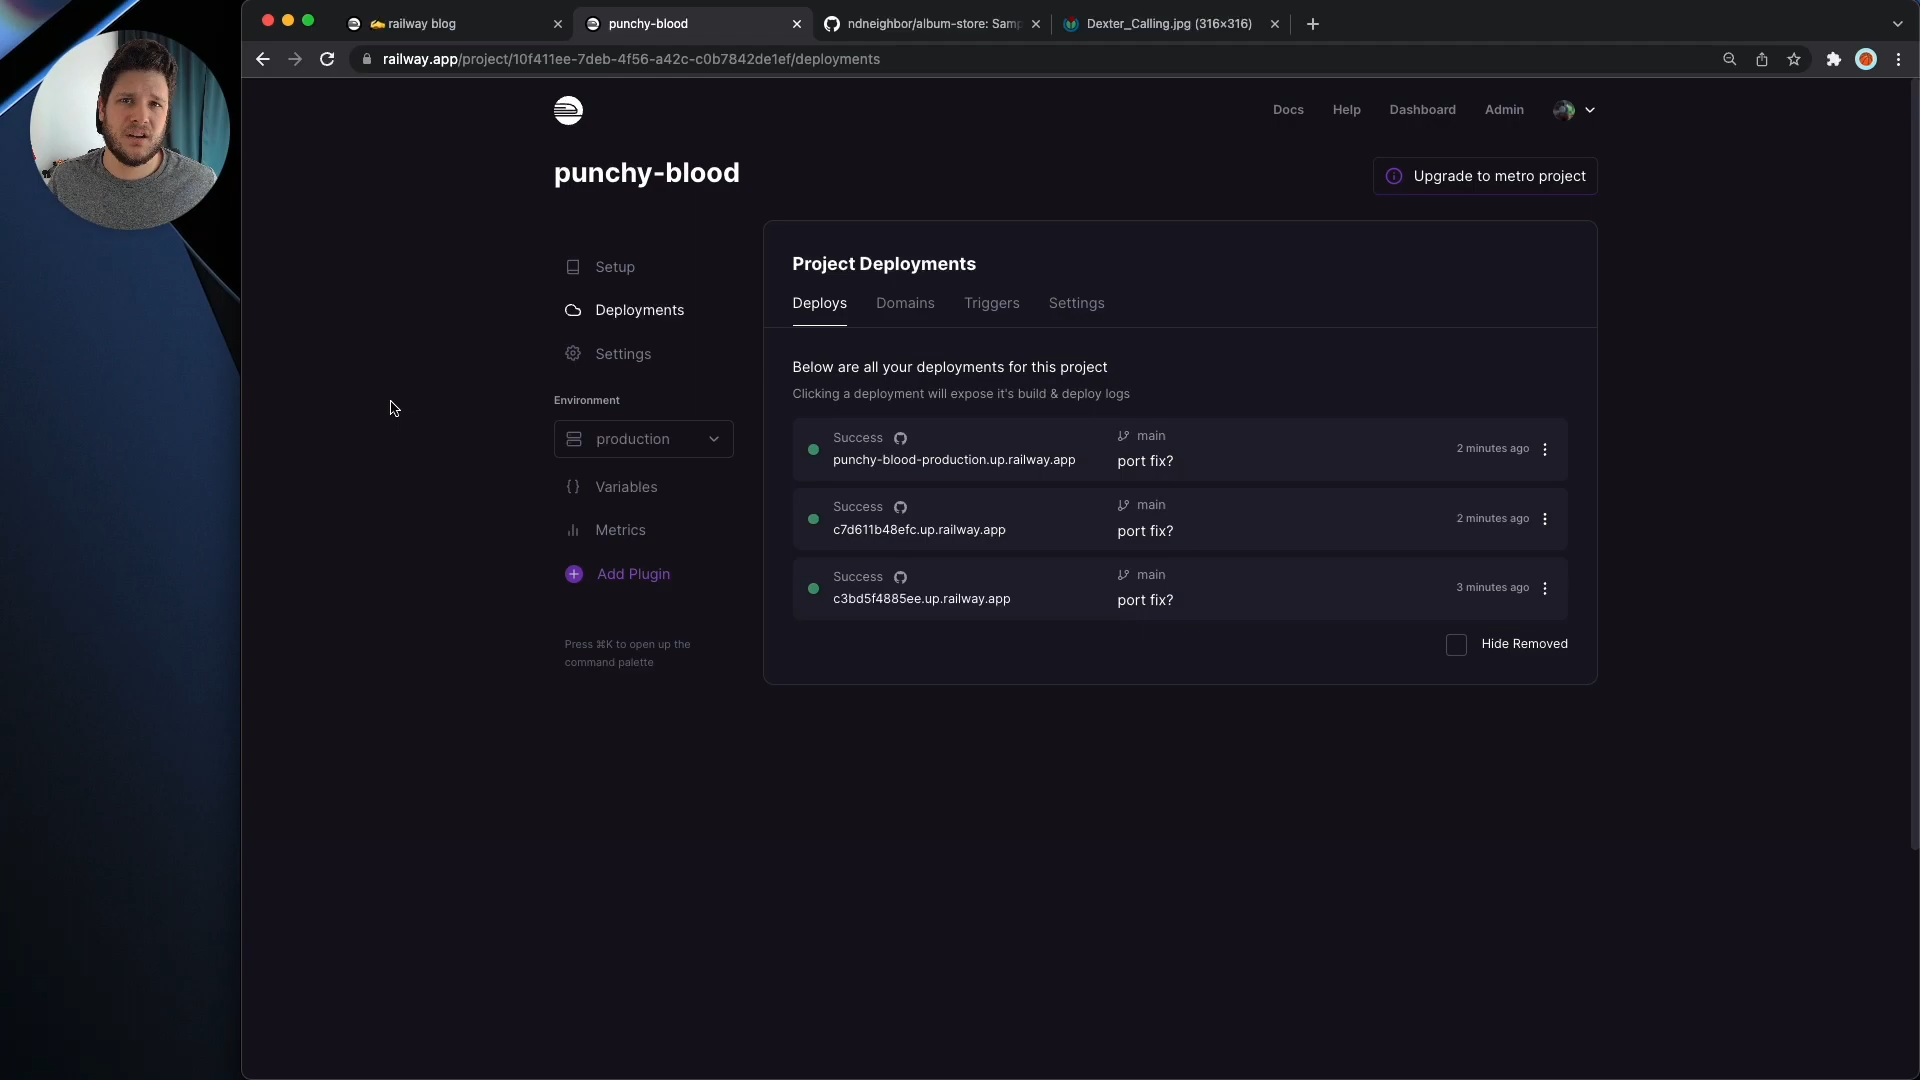 railway blog
punchy-blood
ndneighbor/album-store: Sam
Dexter_Calling.jpg (316×316)
railway.app/project/10f411ee-7deb-4f56-a42c-c0b7842de1ef/deployments
Docs
Help
Dashboard
Admin
punchy-blood
Upgrade to metro project
Setup
Deployments
Settings
Environment
production
Variables
Metrics
Add Plugin
Press ⌘K to open up the
command palette
Project Deployments
Deploys
Domains
Triggers
Settings
Below are all your deployments for this project
Clicking a deployment will expose it's build & deploy logs
Success
main
punchy-blood-production.up.railway.app
port fix?
2 minutes ago
Success
main
c7d611b48efc.up.railway.app
port fix?
2 minutes ago
Success
main
c3bd5f4885ee.up.railway.app
port fix?
3 minutes ago
Hide Removed